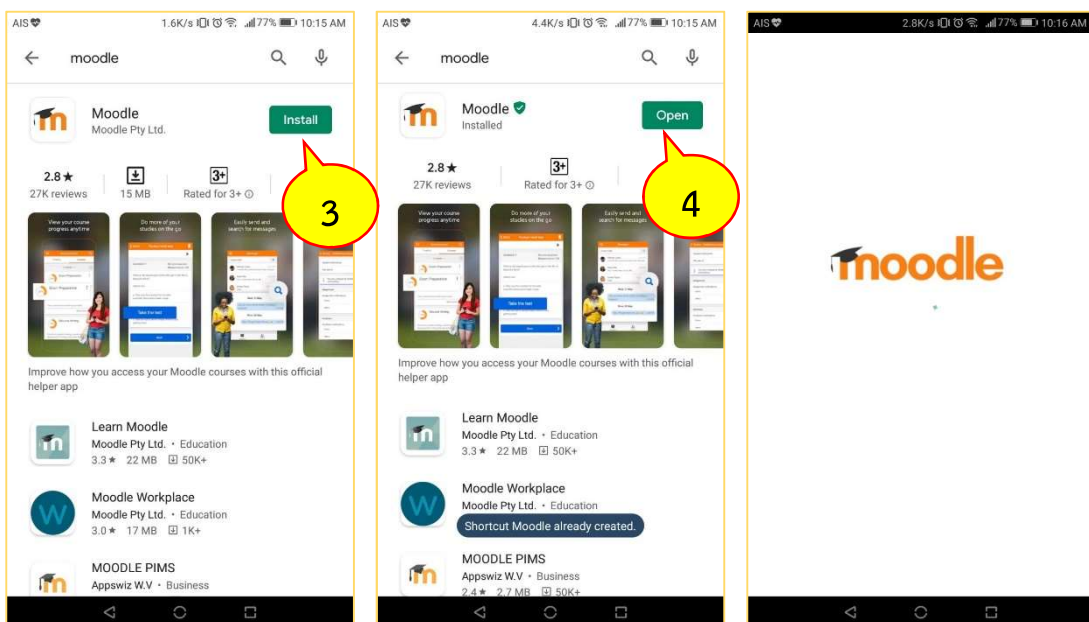 AIS 1.6K/s 77% 10:15 AM
moodle
Moodle
Moodle Pty Ltd.
Install
2.8★
27K reviews
15 MB
3+
Rated for 3+
3
View your course
progress anytime
Do more of your
studies on the go
Easily send and
search for messages
Take the test
Improve how you access your Moodle courses with this official
helper app
Learn Moodle
Moodle Pty Ltd. • Education
3.3★ 22 MB 50K+
Moodle Workplace
Moodle Pty Ltd. • Education
3.0★ 17 MB 1K+
MOODLE PIMS
Appswiz W.V • Business
AIS 4.4K/s 77% 10:15 AM
moodle
Moodle
Installed
Open
2.8★
27K reviews
3+
Rated for 3+
4
View your course
progress anytime
Do more of your
studies on the go
Easily send and
search for messages
Take the test
Improve how you access your Moodle courses with this official
helper app
Learn Moodle
Moodle Pty Ltd. • Education
3.3★ 22 MB 50K+
Moodle Workplace
Moodle Pty Ltd. • Education
Shortcut Moodle already created.
MOODLE PIMS
Appswiz W.V • Business
2.4★ 2.7 MB 50K+
AIS 2.8K/s 77% 10:16 AM
moodle